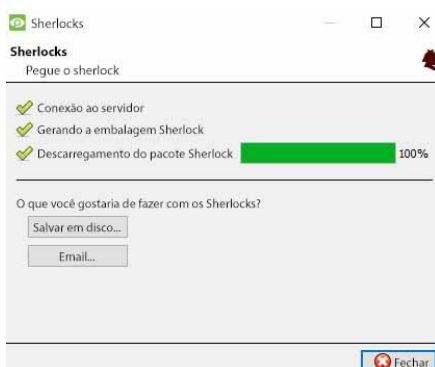 Sherlocks
Sherlocks
Pegue o sherlock
Conexão ao servidor
Gerando a embalagem Sherlock
Descarregamento do pacote Sherlock 100%
O que você gostaria de fazer com os Sherlocks?
Salvar em disco...
Email...
Fechar